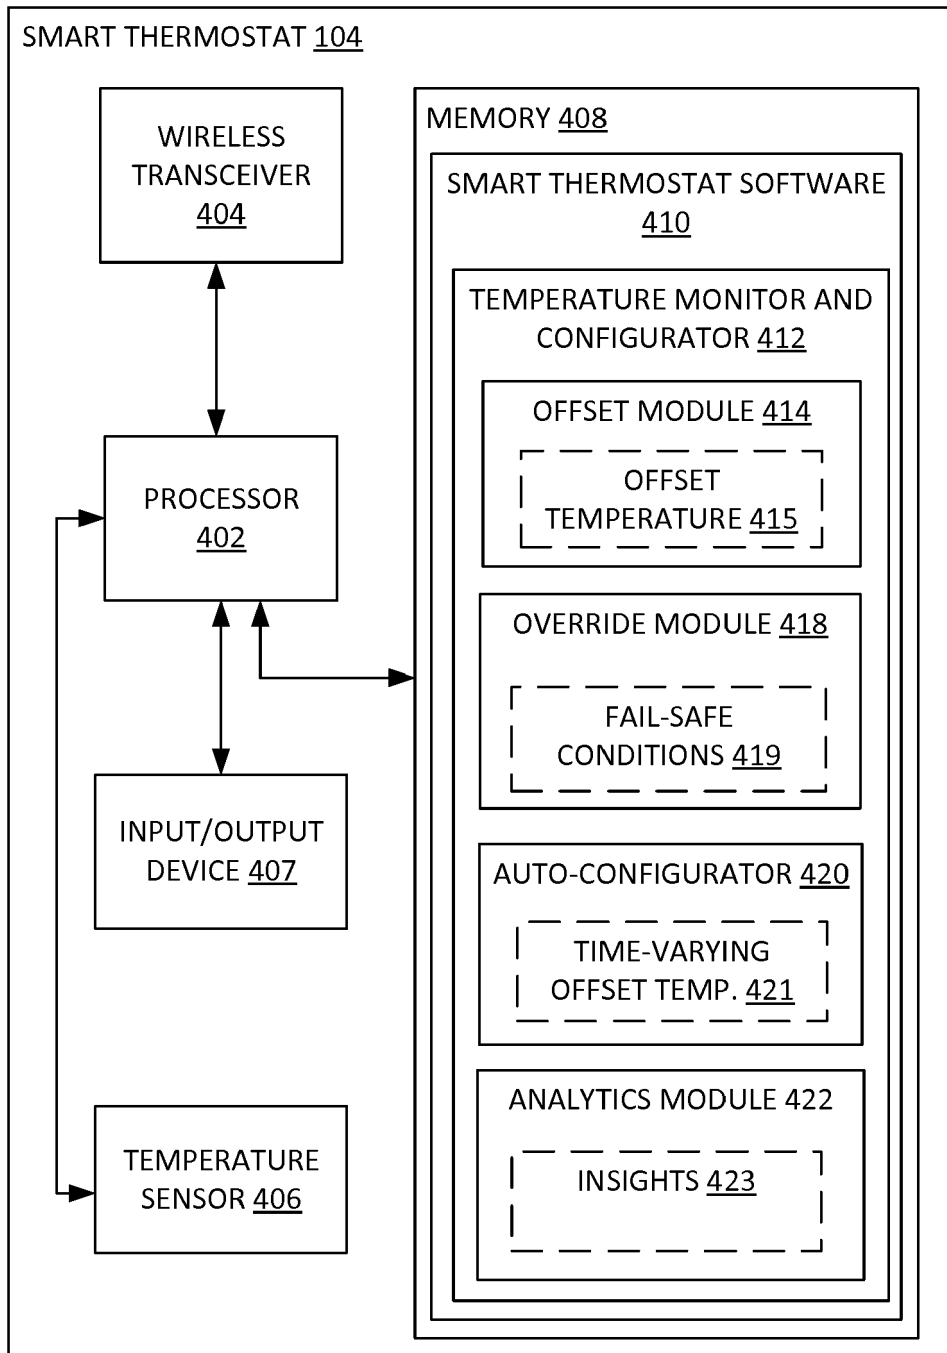 SMART THERMOSTAT 104
WIRELESS
TRANSCEIVER
404
PROCESSOR
402
INPUT/OUTPUT
DEVICE 407
TEMPERATURE
SENSOR 406
MEMORY 408
SMART THERMOSTAT SOFTWARE
410
TEMPERATURE MONITOR AND
CONFIGURATOR 412
OFFSET MODULE 414
OFFSET
TEMPERATURE 415
OVERRIDE MODULE 418
FAIL-SAFE
CONDITIONS 419
AUTO-CONFIGURATOR 420
TIME-VARYING
OFFSET TEMP. 421
ANALYTICS MODULE 422
INSIGHTS 423